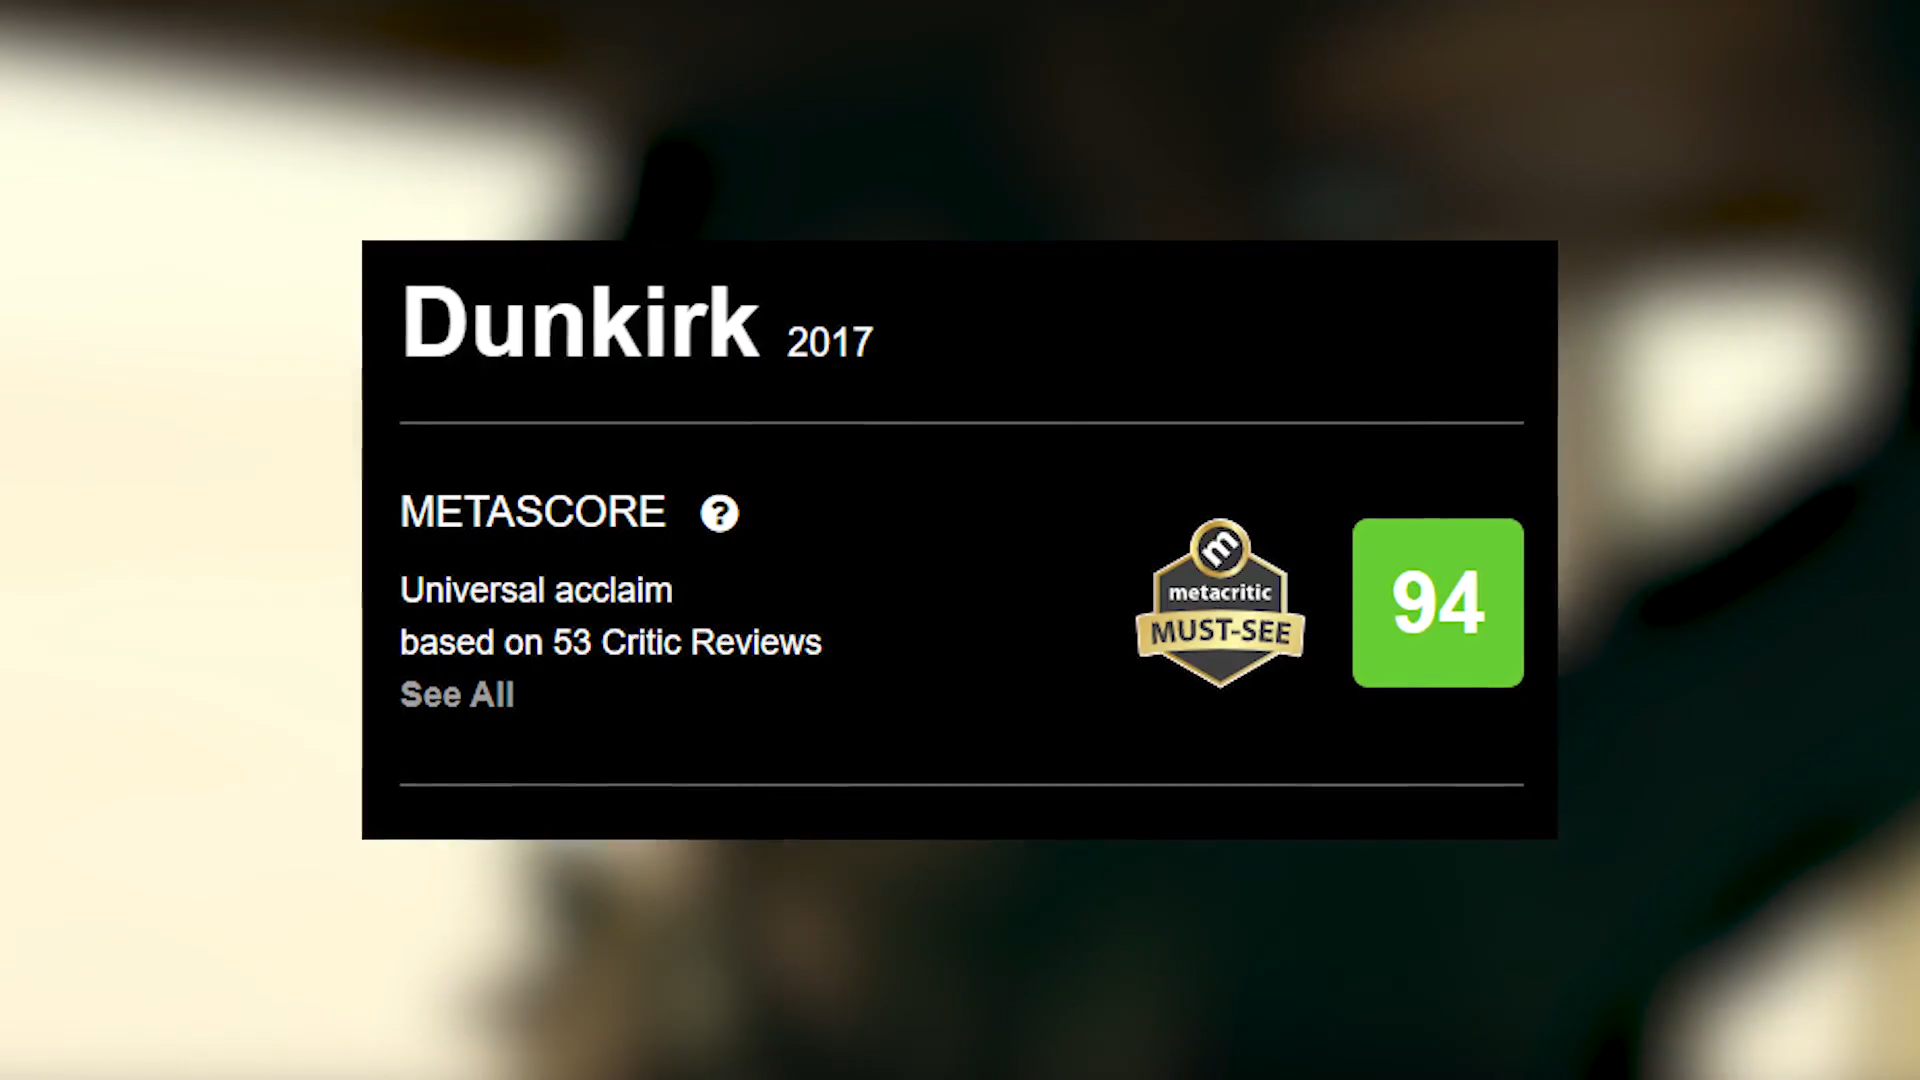 Dunkirk 2017
METASCORE ?
Universal acclaim
based on 53 Critic Reviews
See All
m
metacritic
MUST-SEE
94